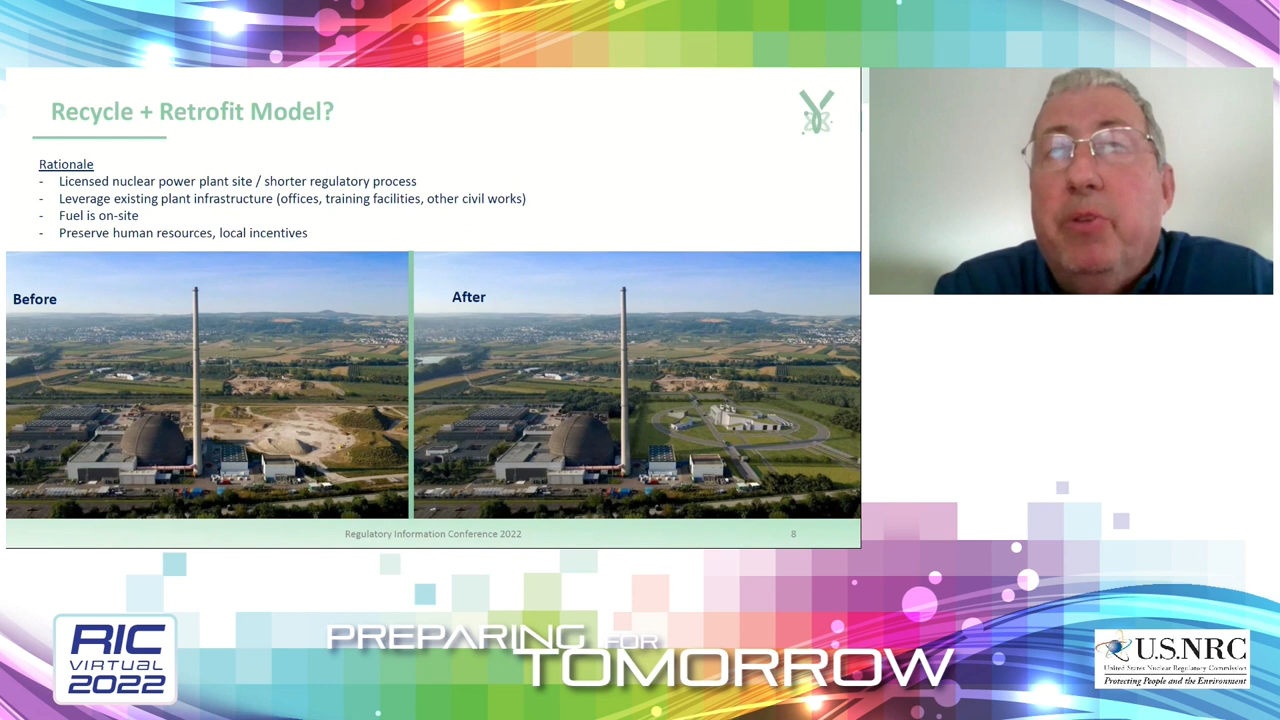 Recycle + Retrofit Model?
Rationale
- Licensed nuclear power plant site / shorter regulatory process
- Leverage existing plant infrastructure (offices, training facilities, other civil works)
- Fuel is on-site
- Preserve human resources, local incentives
Before
After
Regulatory Information Conference 2022
8
RIC
VIRTUAL
2022
PREPARING FOR
TOMORROW
U.S.NRC
United States Nuclear Regulatory Commission
Protecting People and the Environment